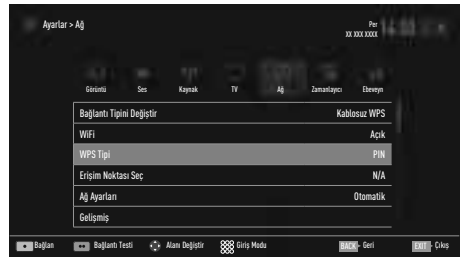 Ayarlar > Ağ
Per
XX XXX XXXX
Görüntü Ses Kaynak TV Ağ Zamanlayıcı Ebeveyn
Bağlantı Tipini Değiştir Kablosuz WPS
WiFi Açık
WPS Tipi PIN
Erişim Noktası Seç N/A
Ağ Ayarları Otomatik
Gelişmiş
Bağlan Bağlantı Testi Alanı Değiştir Giriş Modu BACK - Geri EXIT - Çıkış